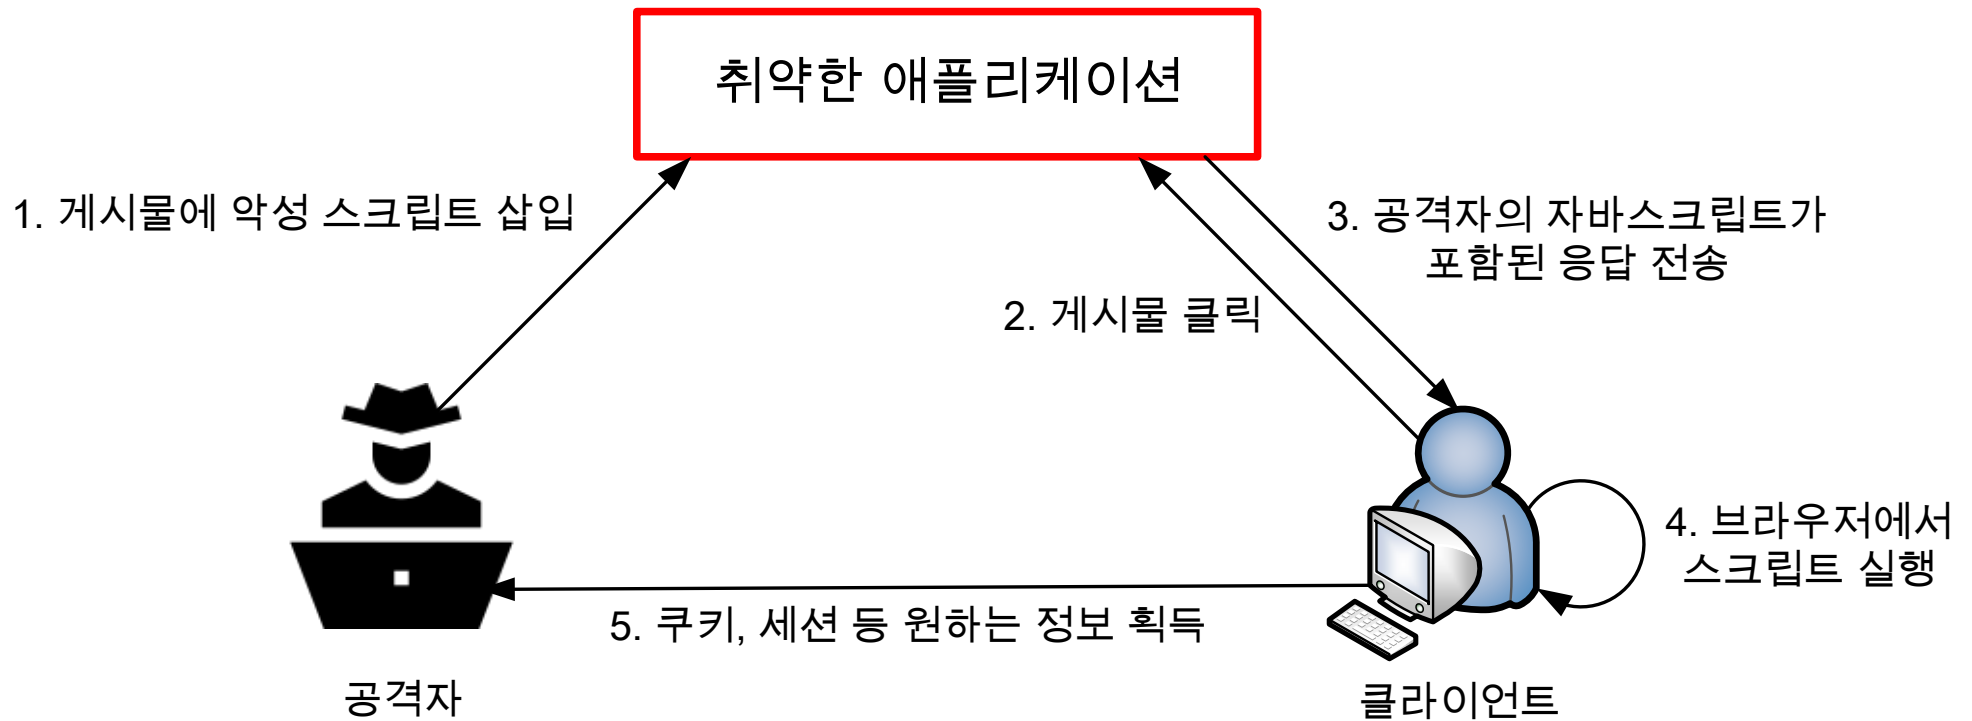 취약한 애플리케이션
1. 게시물에 악성 스크립트 삽입
3. 공격자의 자바스크립트가
포함된 응답 전송
2. 게시물 클릭
4. 브라우저에서
스크립트 실행
5. 쿠키, 세션 등 원하는 정보 획득
공격자
클라이언트